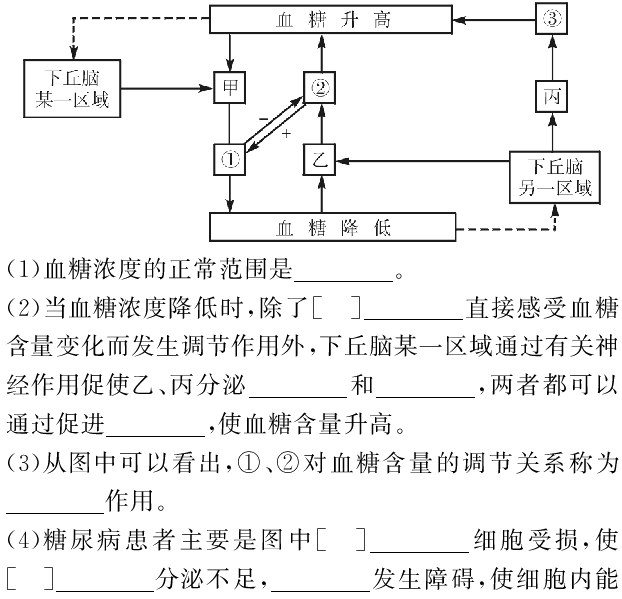 血糖升高
③
下丘脑
某一区域
甲
②
丙
－
＋
①
乙
下丘脑
另一区域
血糖降低
(1)血糖浓度的正常范围是________。
(2)当血糖浓度降低时,除了[　]________直接感受血糖
含量变化而发生调节作用外,下丘脑某一区域通过有关神
经作用促使乙、丙分泌________和________,两者都可以
通过促进________,使血糖含量升高。
(3)从图中可以看出,①、②对血糖含量的调节关系称为
________作用。
(4)糖尿病患者主要是图中[　]________细胞受损,使
[　]________分泌不足,________发生障碍,使细胞内能